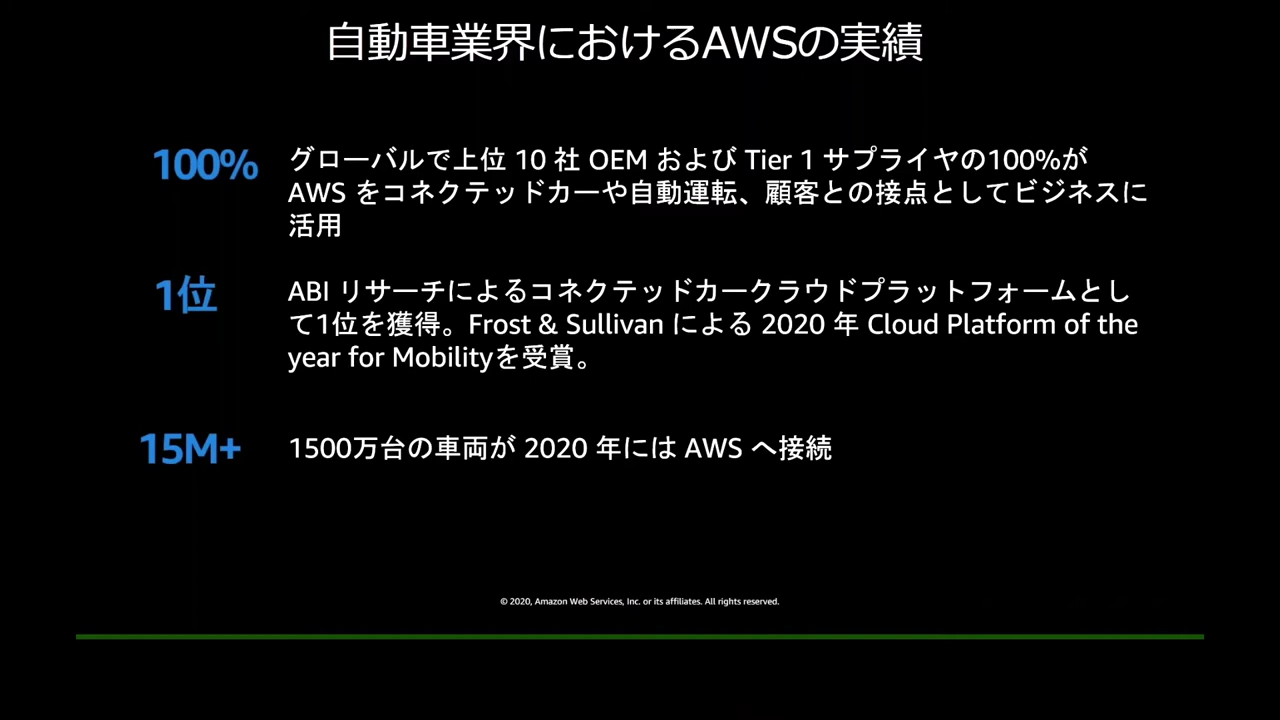 自動車業界におけるAWSの実績
100%
グローバルで上位 10 社 OEM および Tier 1 サプライヤの100%が
AWS をコネクテッドカーや自動運転、顧客との接点としてビジネスに
活用
1位
ABI リサーチによるコネクテッドカークラウドプラットフォームとし
て1位を獲得。Frost & Sullivan による 2020 年 Cloud Platform of the
year for Mobilityを受賞。
15M+
1500万台の車両が 2020 年には AWS へ接続
© 2020, Amazon Web Services, Inc. or its affiliates. All rights reserved.